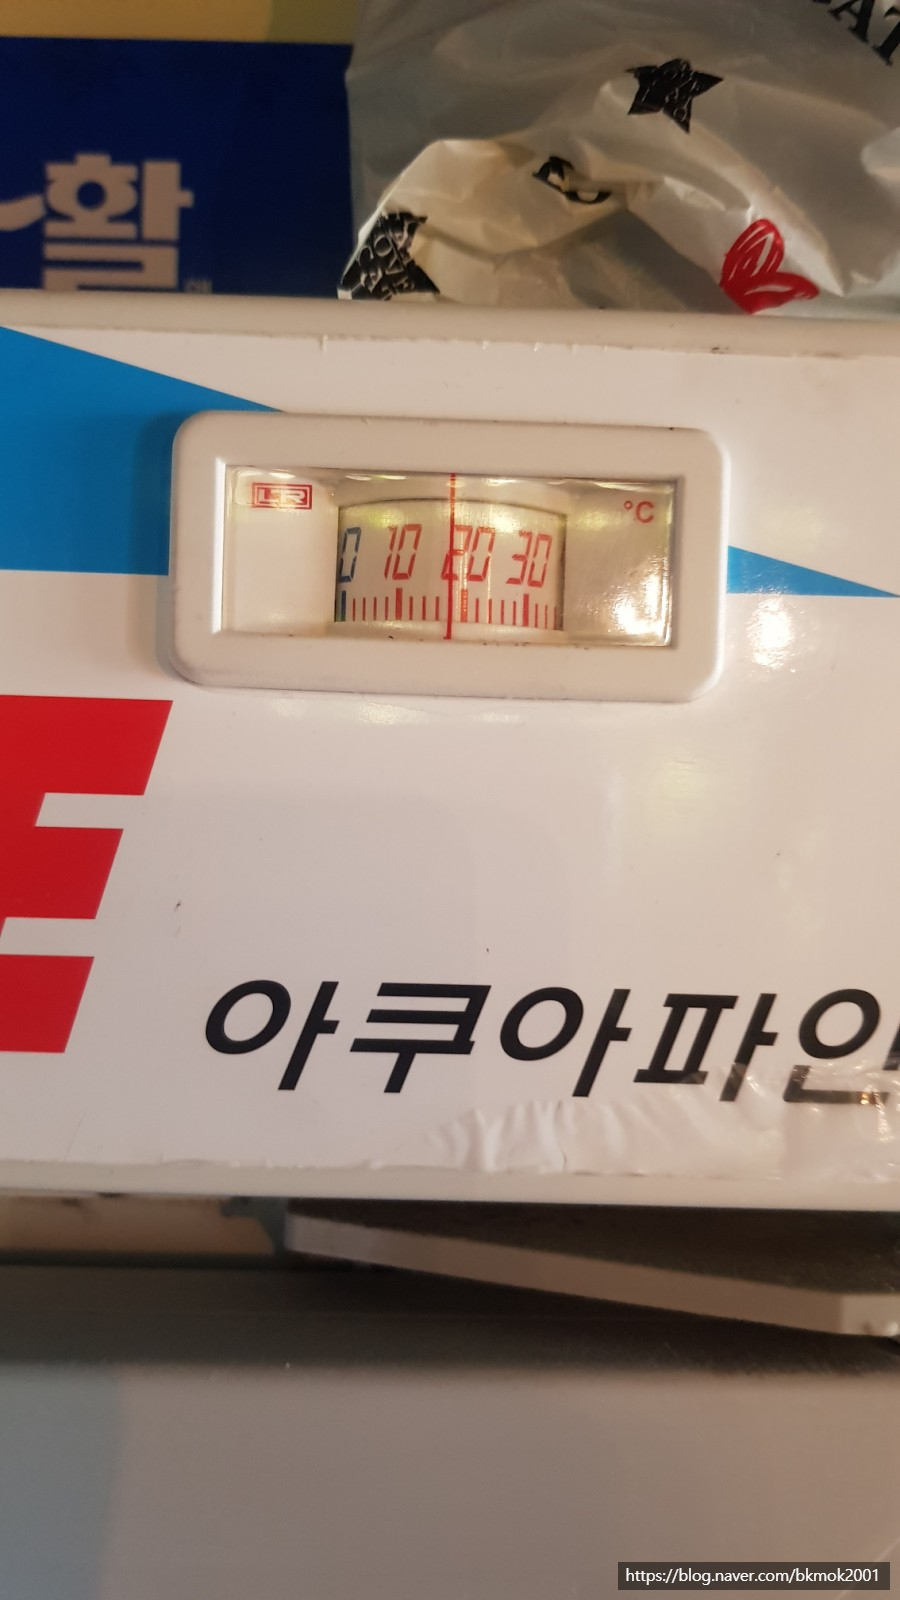 활
LR
°C
0 10 20 30
아쿠아파인
https://blog.naver.com/bkmok2001